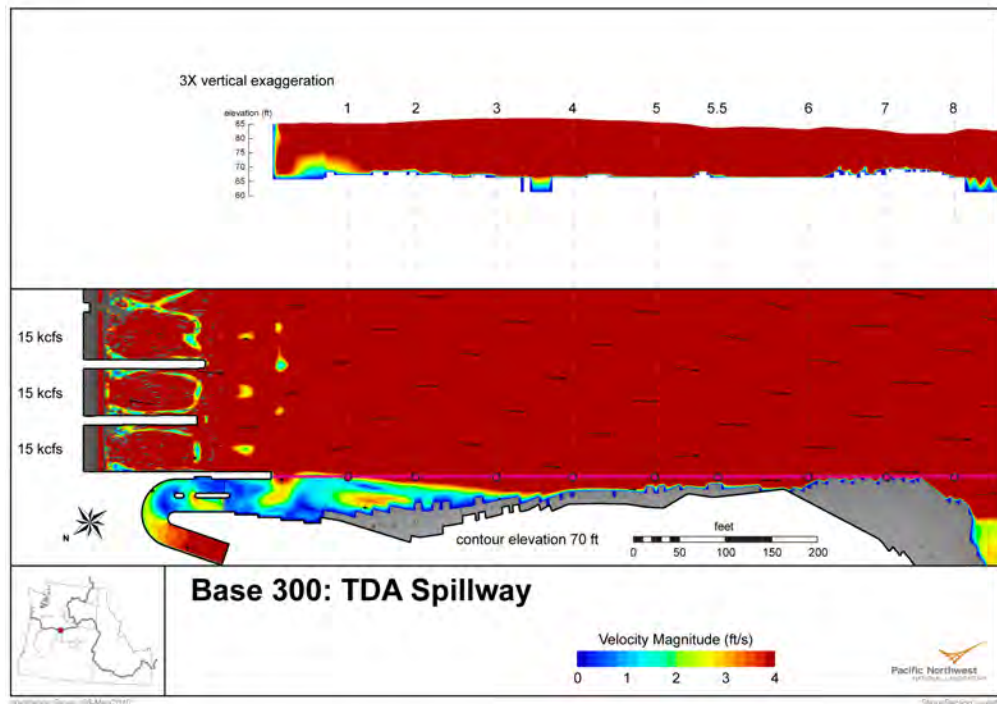 3X vertical exaggeration
1 2 3 4 5 5.5 6 7 8
elevation (ft)
85
80
75
70
65
60
15 kcfs
15 kcfs
15 kcfs
N
contour elevation 70 ft
feet
0 50 100 150 200
Base 300: TDA Spillway
Velocity Magnitude (ft/s)
0 1 2 3 4
Pacific Northwest
NATIONAL LABORATORY